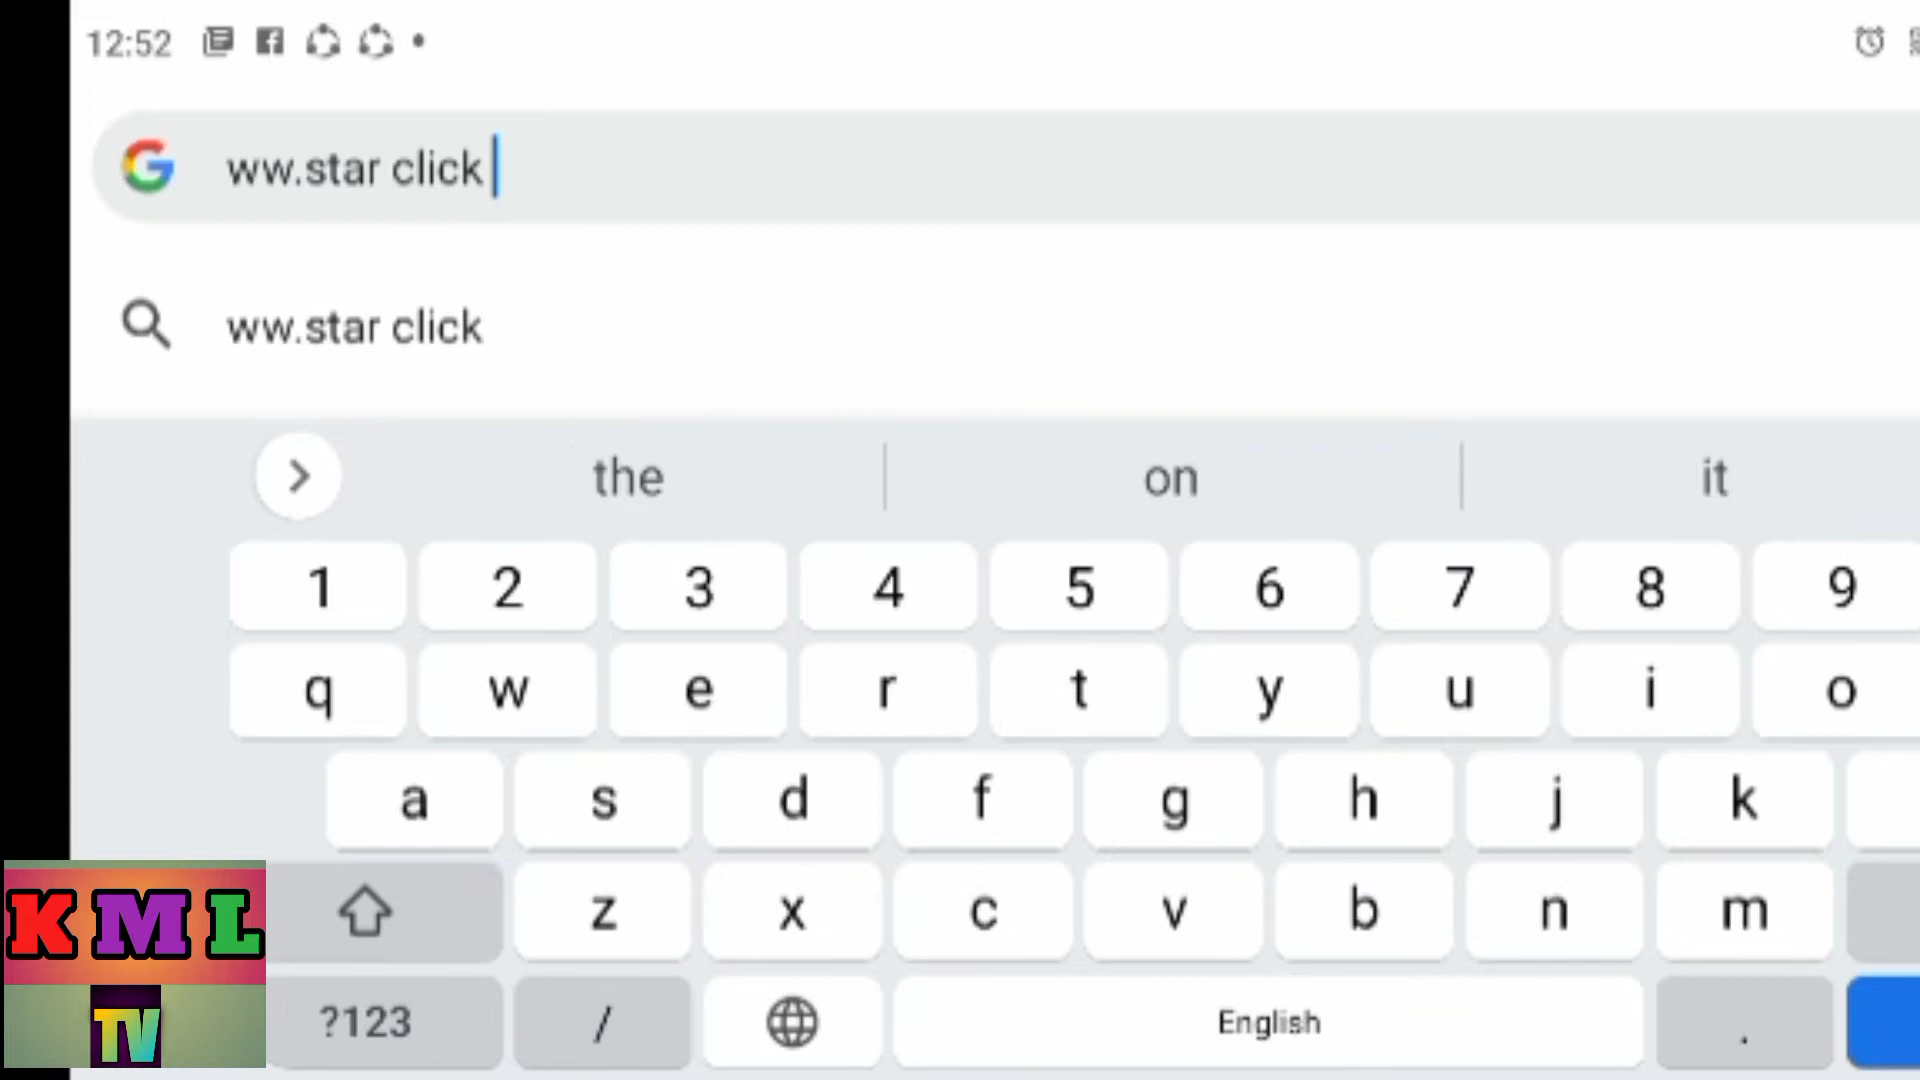 12:52
ww.star click
ww.star click
the on it
1 2 3 4 5 6 7 8 9
q w e r t y u i o
a s d f g h j k
z x c v b n m
?123 / English .
KML
TV